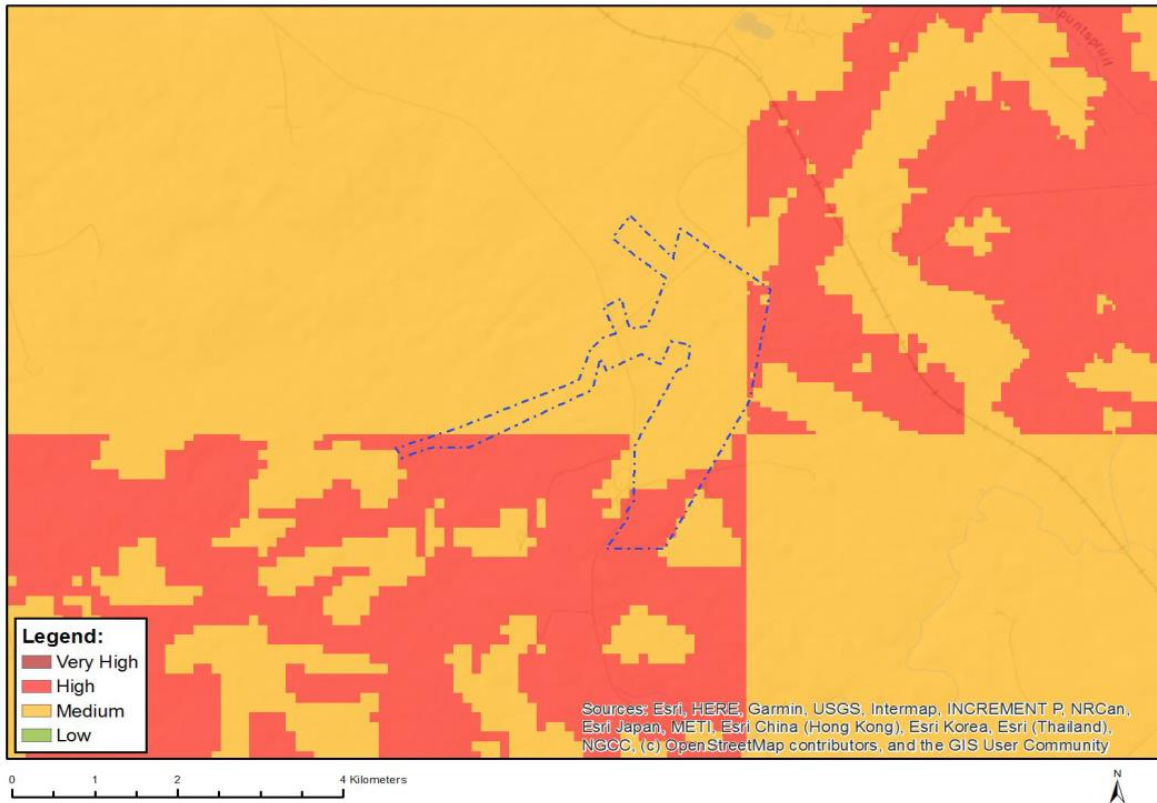 Legend:
Very High
High
Medium
Low
Sources: Esri, HERE, Garmin, USGS, Intermap, INCREMENT P, NRCan,
Esri Japan, METI, Esri China (Hong Kong), Esri Korea, Esri (Thailand),
NGCC, (c) OpenStreetMap contributors, and the GIS User Community
0 1 2 4 Kilometers
N